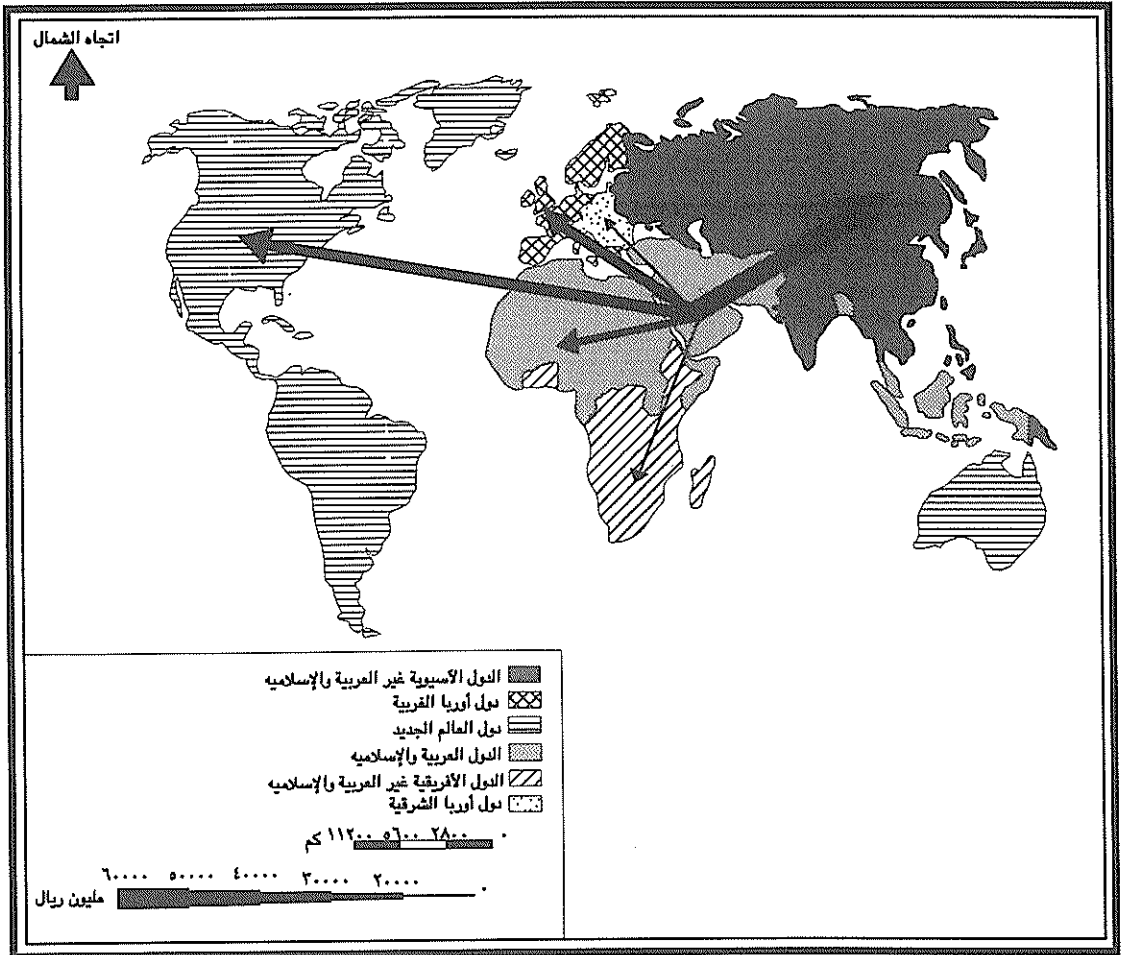 اتجاه الشمال
الدول الآسيوية غير العربية والإسلاميه
دول أوربا الغربية
دول العالم الجديد
الدول العربية والإسلاميه
الدول الأفريقية غير العربية والإسلاميه
دول أوربا الشرقية
٠ ٢٨٠٠ ٥٦٠٠ ١١٢٠٠ كم
٠ ٢٠٠٠٠ ٣٠٠٠٠ ٤٠٠٠٠ ٥٠٠٠٠ ٦٠٠٠٠
مليون ريال